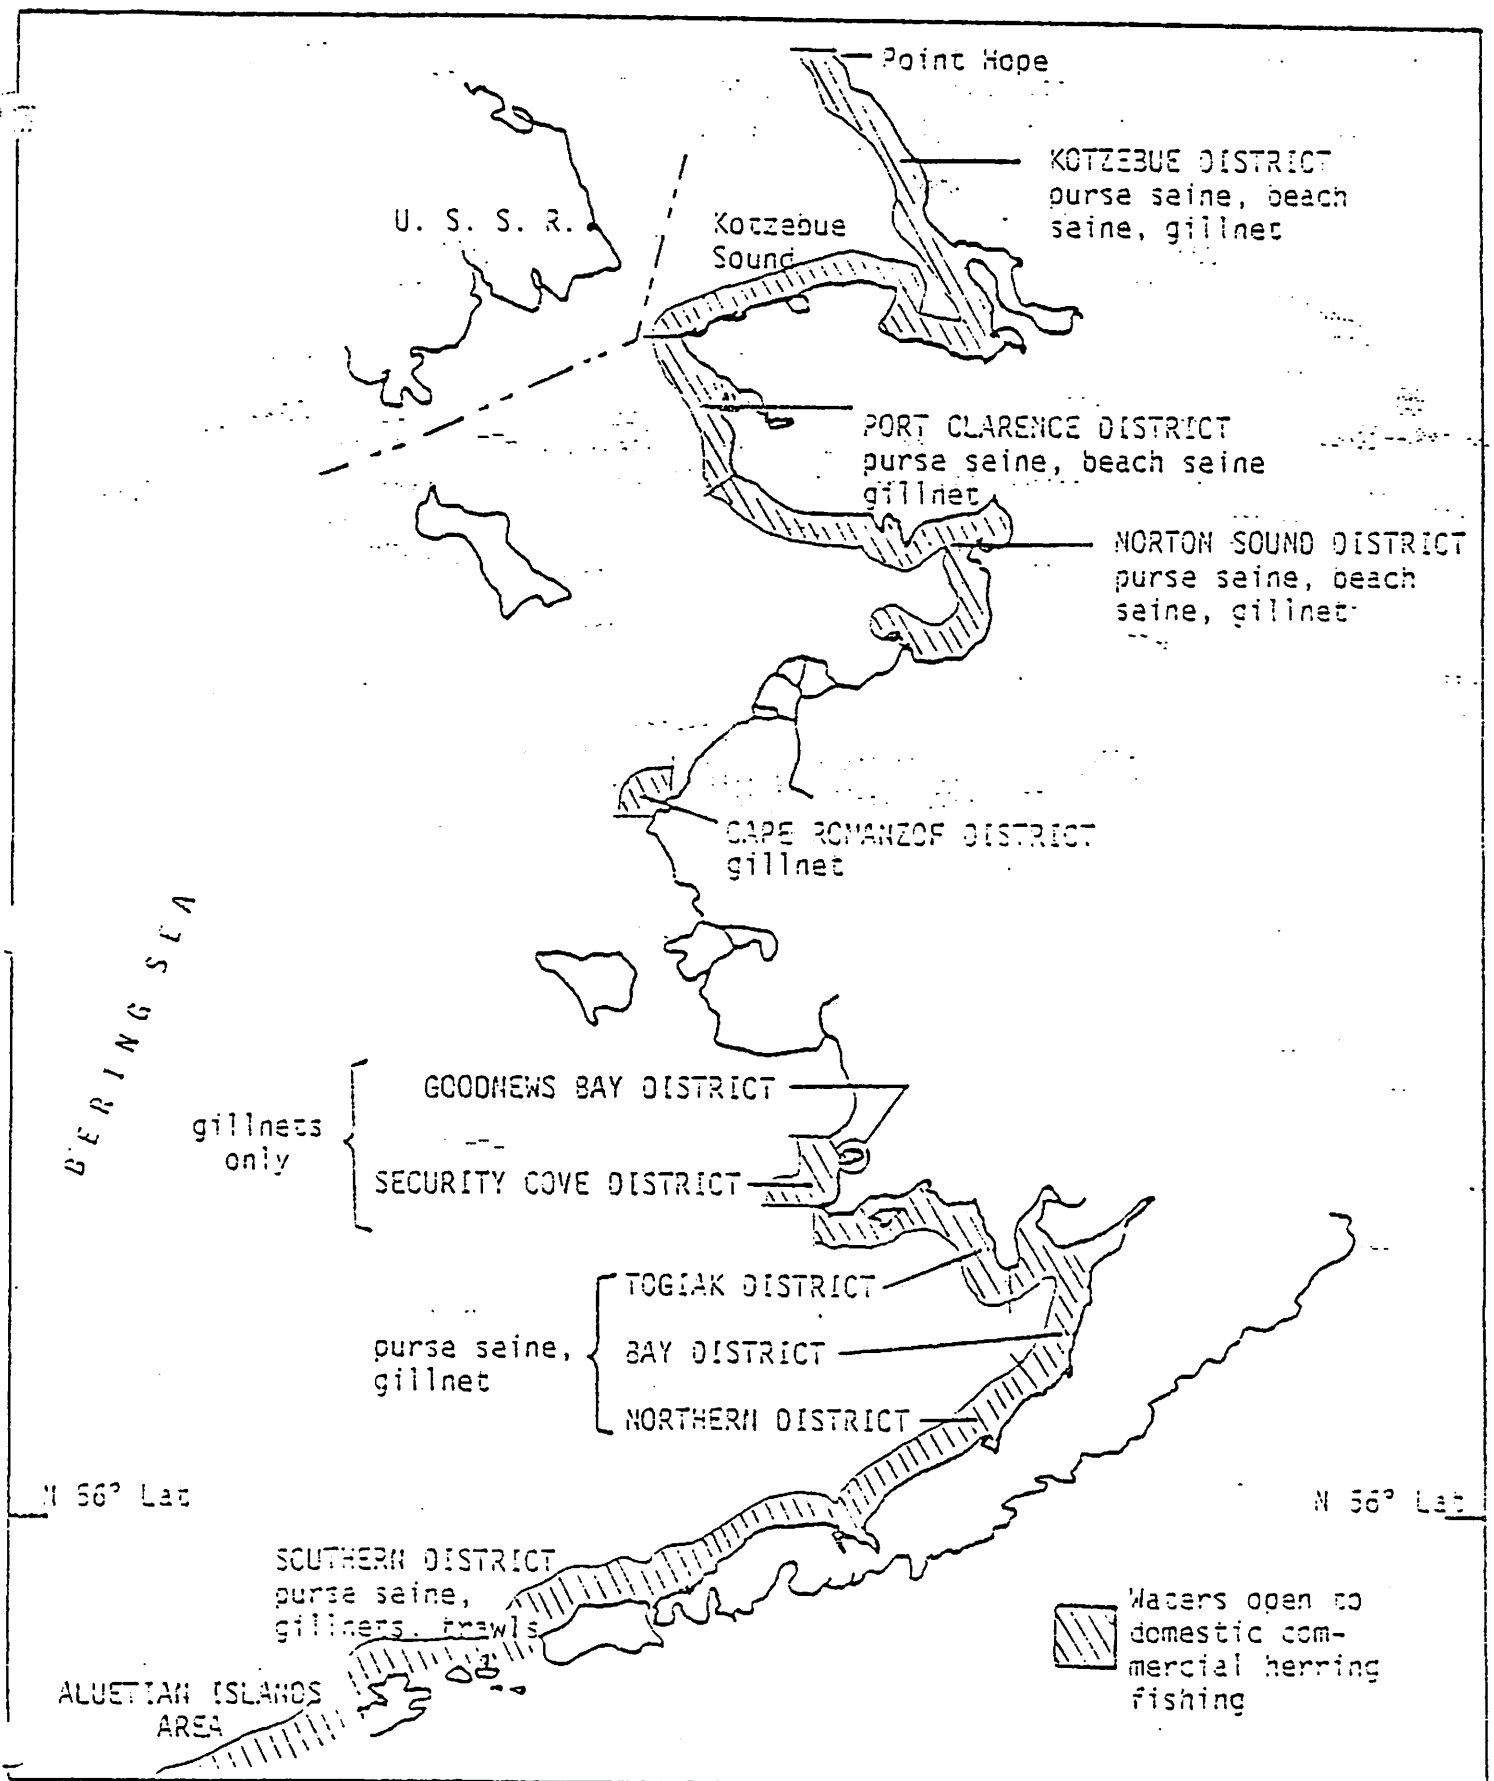 Point Hope
KOTZEBUE DISTRICT
purse seine, beach
seine, gillnet
U. S. S. R.
Kotzebue
Sound
PORT CLARENCE DISTRICT
purse seine, beach seine
gillnet
NORTON SOUND DISTRICT
purse seine, beach
seine, gillnet
CAPE ROMANZOF DISTRICT
gillnet
BERING SEA
GOODNEWS BAY DISTRICT
gillnets
only
SECURITY COVE DISTRICT
TOGIAK DISTRICT
purse seine,
gillnet
BAY DISTRICT
NORTHERN DISTRICT
N 56° Lat
N 56° Lat
SOUTHERN DISTRICT
purse seine,
gillnets, trawls
ALUETIAN ISLANDS
AREA
Waters open to
domestic com-
mercial herring
fishing